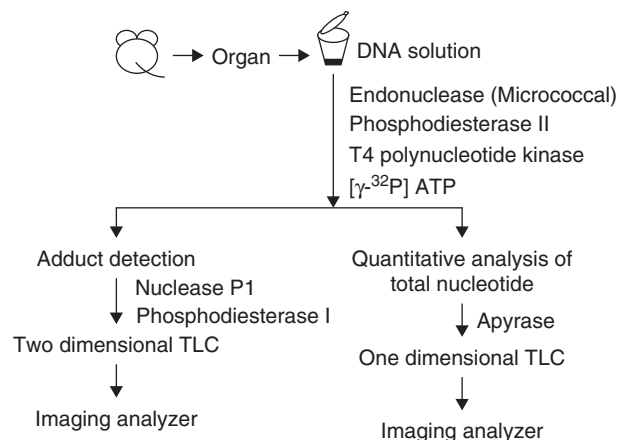 Organ
DNA solution
Endonuclease (Micrococcal)
Phosphodiesterase II
T4 polynucleotide kinase
[γ-³²P] ATP
Adduct detection
Nuclease P1
Phosphodiesterase I
Two dimensional TLC
Imaging analyzer
Quantitative analysis of
total nucleotide
Apyrase
One dimensional TLC
Imaging analyzer